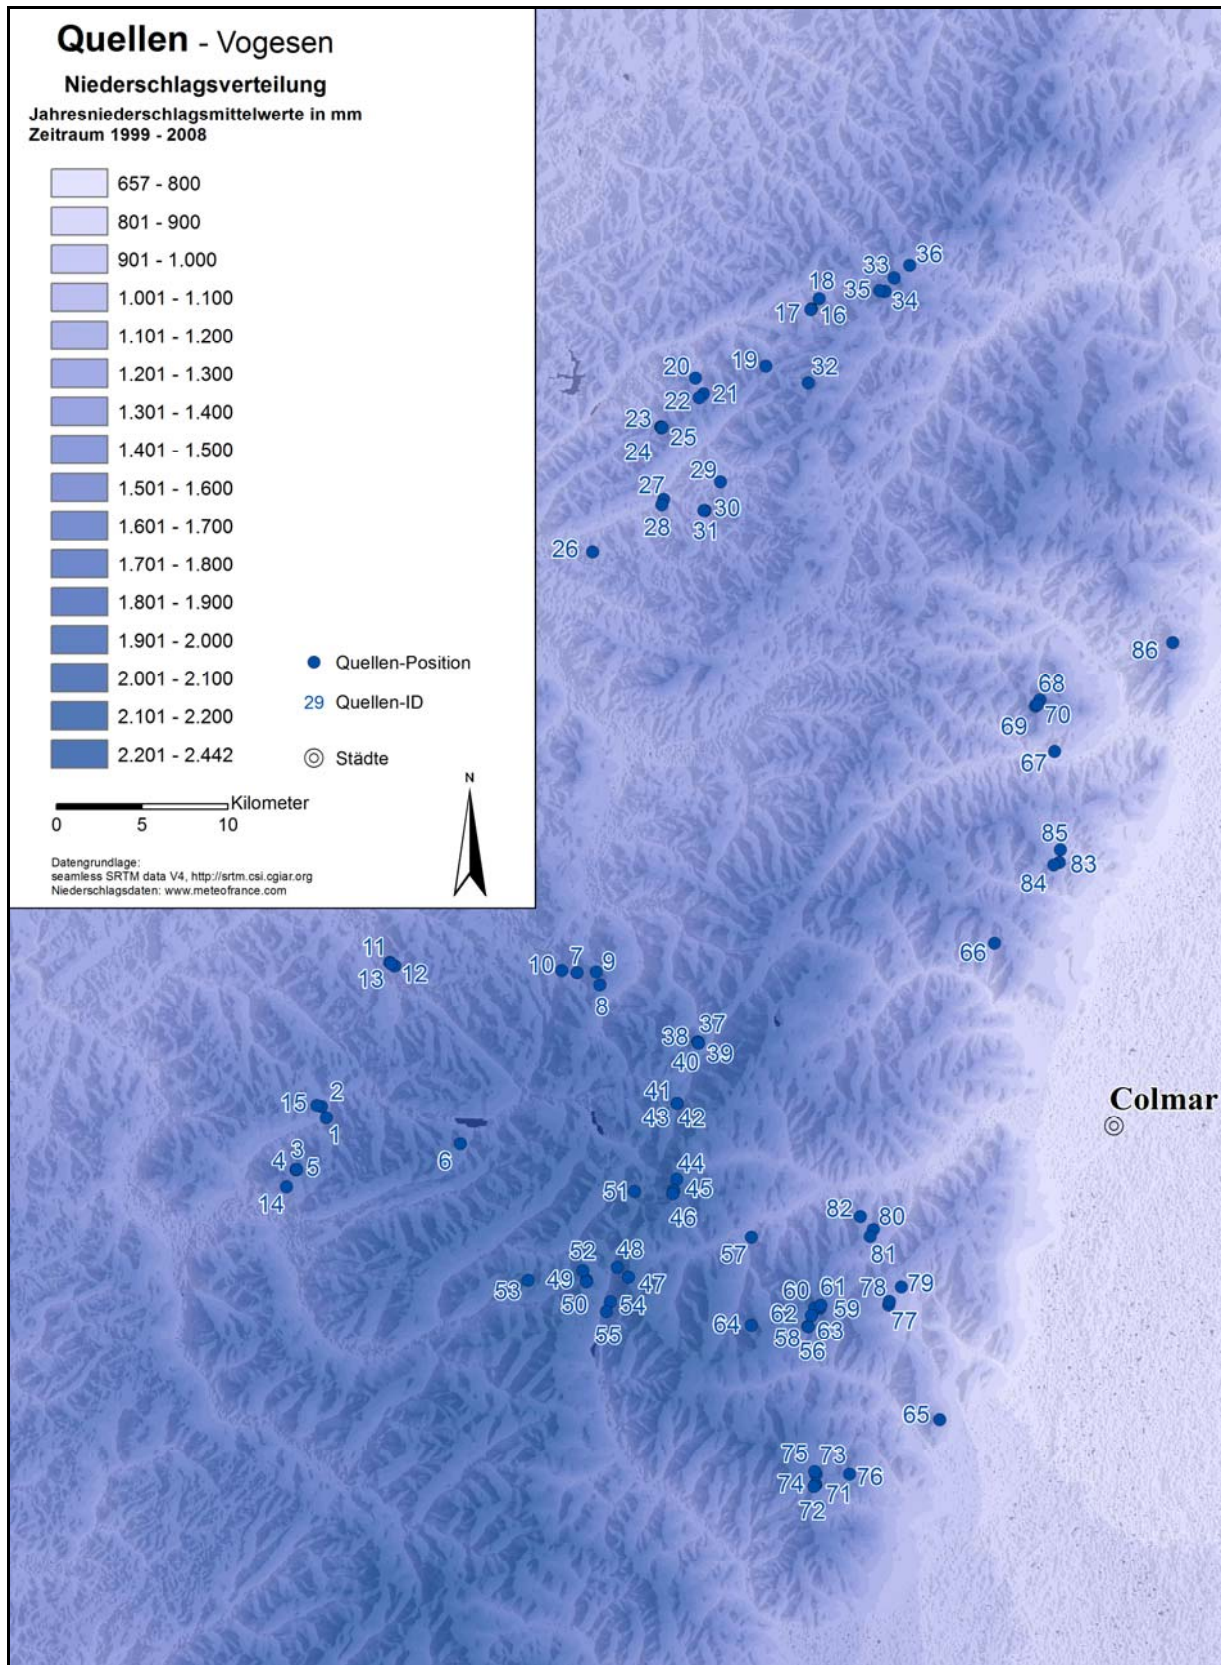 Quellen - Vogesen
Niederschlagsverteilung
Jahresniederschlagsmittelwerte in mm
Zeitraum 1999 - 2008
657 - 800
801 - 900
901 - 1.000
1.001 - 1.100
1.101 - 1.200
1.201 - 1.300
1.301 - 1.400
1.401 - 1.500
1.501 - 1.600
1.601 - 1.700
1.701 - 1.800
1.801 - 1.900
1.901 - 2.000
2.001 - 2.100
2.101 - 2.200
2.201 - 2.442
Quellen-Position
29 Quellen-ID
Städte
N
Kilometer
0 5 10
Datengrundlage:
seamless SRTM data V4, http://srtm.csi.cgiar.org
Niederschlagsdaten: www.meteofrance.com
36
33
35 34
18
17 16
19
32
20
21
22
23
25
24
29
27
30
28
31
26
86
68
69 70
67
85
83
84
66
11
12
13
10 7 9
8
37
38
39
40
41
43 42
Colmar
2
15
1
3
4 5
14
6
44
51 45
46
82 80
81
57
52 48
53 49 47
50 54
55
79
78
77
60 61
62 59
58 63
56
64
65
75 73
76
74 71
72